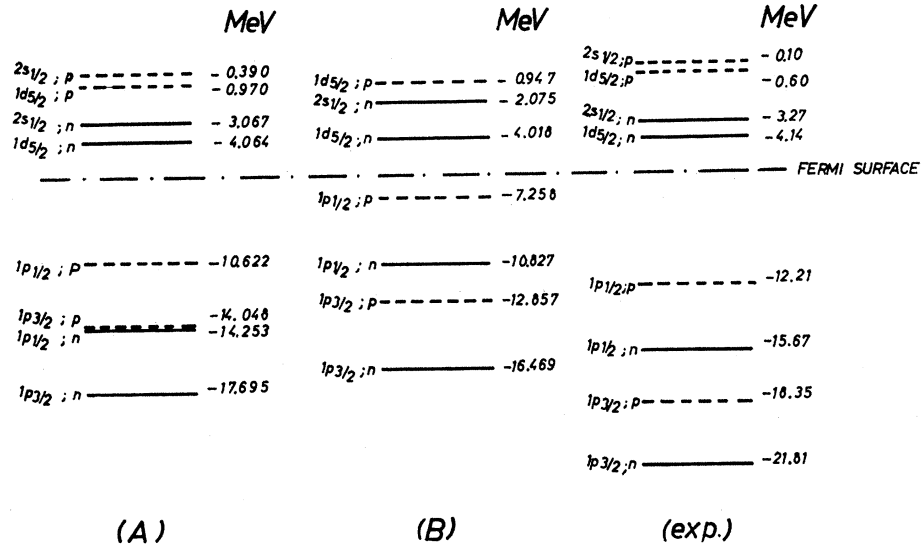 MeV
2s1/2 ; p - 0.390
1d5/2 ; p - 0.970
2s1/2 ; n - 3.067
1d5/2 ; n - 4.064
1p1/2 ; p -10.622
1p3/2 ; p -14.048
1p1/2 ; n -14.253
1p3/2 ; n -17.695
(A)
MeV
1d5/2 ; p - 0.947
2s1/2 ; n - 2.075
1d5/2 ; n - 4.018
1p1/2 ; p -7.258
1p1/2 ; n -10.827
1p3/2 ; p -12.857
1p3/2 ; n -16.469
(B)
MeV
2s1/2 ; p - 0.10
1d5/2 ; p - 0.60
2s1/2 ; n - 3.27
1d5/2 ; n - 4.14
FERMI SURFACE
1p1/2 ; p -12.21
1p1/2 ; n -15.67
1p3/2 ; p -18.35
1p3/2 ; n -21.81
(exp.)